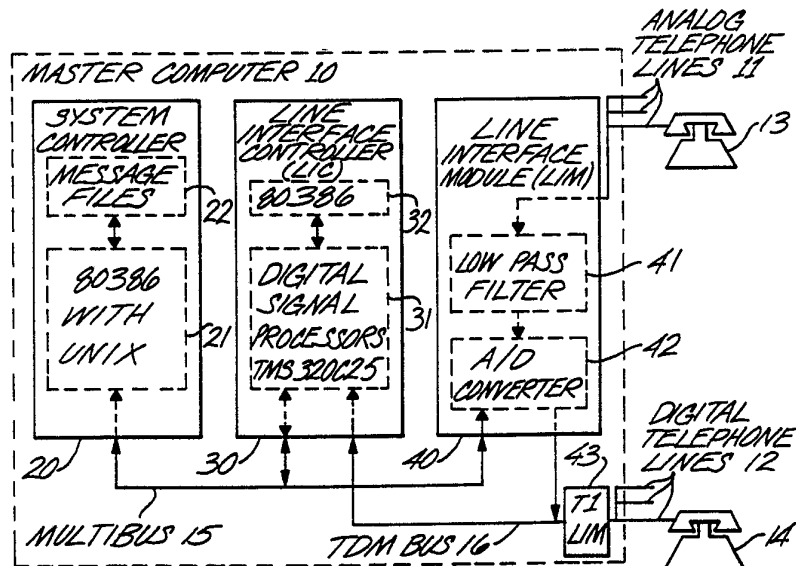 ANALOG
TELEPHONE
LINES 11
MASTER COMPUTER 10
13
SYSTEM
CONTROLLER
MESSAGE
FILES
22
80386
WITH
UNIX
21
20
LINE
INTERFACE
CONTROLLER
(LIC)
80386
32
DIGITAL
SIGNAL
PROCESSORS
TMS320C25
31
30
LINE
INTERFACE
MODULE (LIM)
LOW PASS
FILTER
41
A/D
CONVERTER
42
40
DIGITAL
TELEPHONE
LINES 12
43
T1
LIM
14
MULTIBUS 15
TDM BUS 16